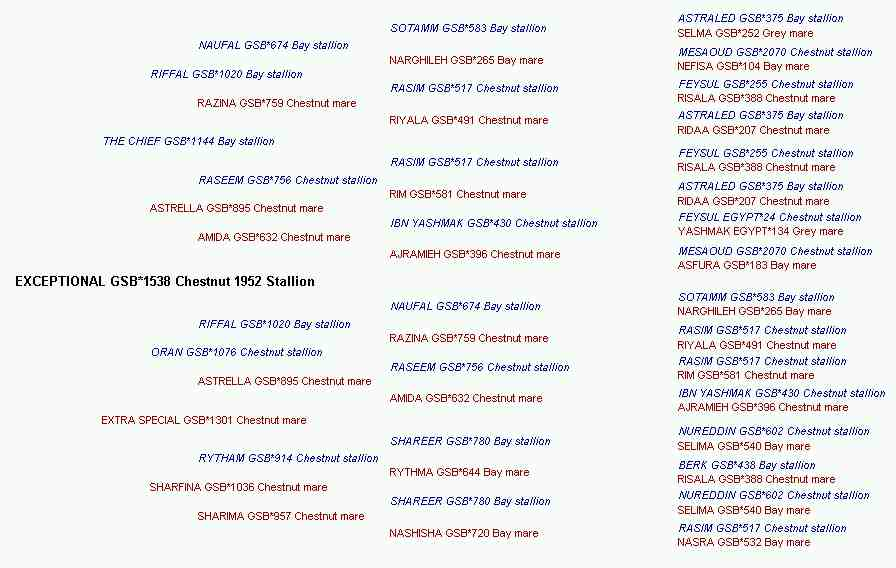 ASTRALED GSB*375 Bay stallion
SOTAMM GSB*583 Bay stallion
SELMA GSB*252 Grey mare
NAUFAL GSB*674 Bay stallion
MESAOUD GSB*2070 Chestnut stallion
NARGHILEH GSB*265 Bay mare
NEFISA GSB*104 Bay mare
RIFFAL GSB*1020 Bay stallion
FEYSUL GSB*255 Chestnut stallion
RASIM GSB*517 Chestnut stallion
RISALA GSB*388 Chestnut mare
RAZINA GSB*759 Chestnut mare
ASTRALED GSB*375 Bay stallion
RIYALA GSB*491 Chestnut mare
RIDAA GSB*207 Chestnut mare
THE CHIEF GSB*1144 Bay stallion
FEYSUL GSB*255 Chestnut stallion
RASIM GSB*517 Chestnut stallion
RISALA GSB*388 Chestnut mare
RASEEM GSB*756 Chestnut stallion
ASTRALED GSB*375 Bay stallion
RIM GSB*581 Chestnut mare
RIDAA GSB*207 Chestnut mare
ASTRELLA GSB*895 Chestnut mare
FEYSUL EGYPT*24 Chestnut stallion
IBN YASHMAK GSB*430 Chestnut stallion
YASHMAK EGYPT*134 Grey mare
AMIDA GSB*632 Chestnut mare
MESAOUD GSB*2070 Chestnut stallion
AJRAMIEH GSB*396 Chestnut mare
ASFURA GSB*183 Bay mare
EXCEPTIONAL GSB*1538 Chestnut 1952 Stallion
SOTAMM GSB*583 Bay stallion
NAUFAL GSB*674 Bay stallion
NARGHILEH GSB*265 Bay mare
RIFFAL GSB*1020 Bay stallion
RASIM GSB*517 Chestnut stallion
RAZINA GSB*759 Chestnut mare
RIYALA GSB*491 Chestnut mare
ORAN GSB*1076 Chestnut stallion
RASIM GSB*517 Chestnut stallion
RASEEM GSB*756 Chestnut stallion
RIM GSB*581 Chestnut mare
ASTRELLA GSB*895 Chestnut mare
IBN YASHMAK GSB*430 Chestnut stallion
AMIDA GSB*632 Chestnut mare
AJRAMIEH GSB*396 Chestnut mare
EXTRA SPECIAL GSB*1301 Chestnut mare
NUREDDIN GSB*602 Chestnut stallion
SHAREER GSB*780 Bay stallion
SELIMA GSB*540 Bay mare
RYTHAM GSB*914 Chestnut stallion
BERK GSB*438 Bay stallion
RYTHMA GSB*644 Bay mare
RISALA GSB*388 Chestnut mare
SHARFINA GSB*1036 Chestnut mare
NUREDDIN GSB*602 Chestnut stallion
SHAREER GSB*780 Bay stallion
SELIMA GSB*540 Bay mare
SHARIMA GSB*957 Chestnut mare
RASIM GSB*517 Chestnut stallion
NASHISHA GSB*720 Bay mare
NASRA GSB*532 Bay mare